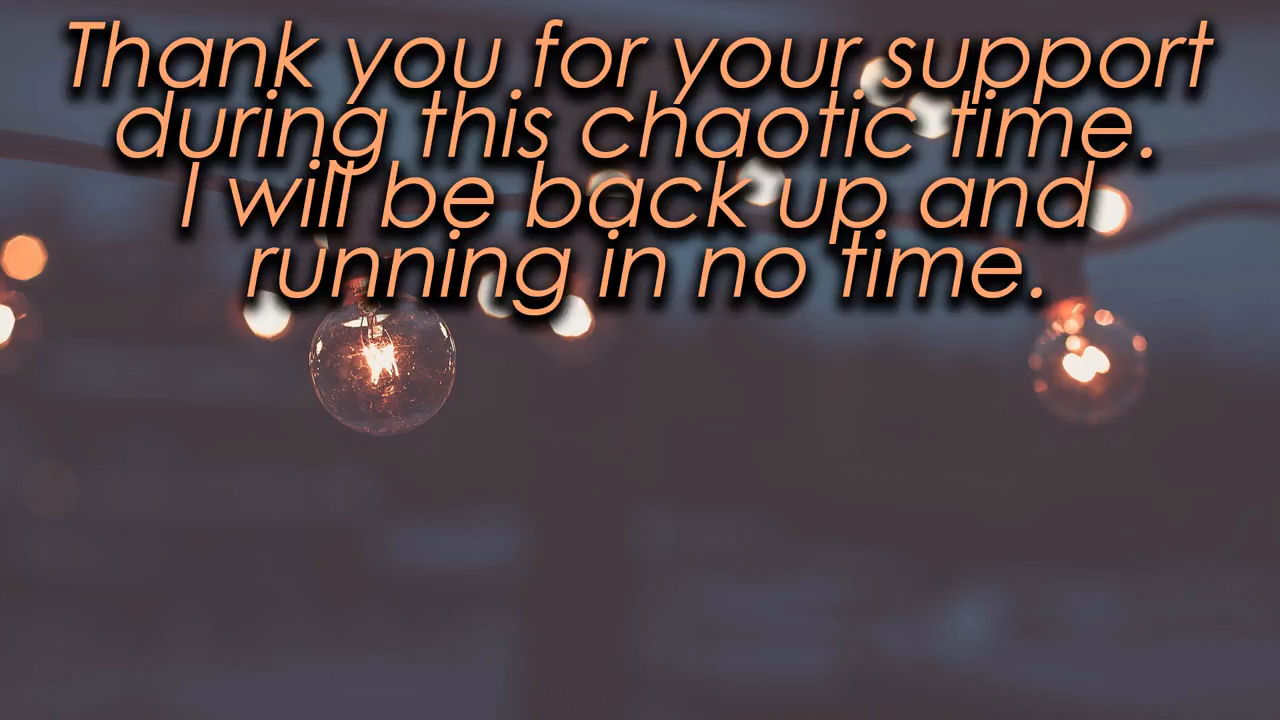 Thank you for your support
during this chaotic time.
I will be back up and
running in no time.